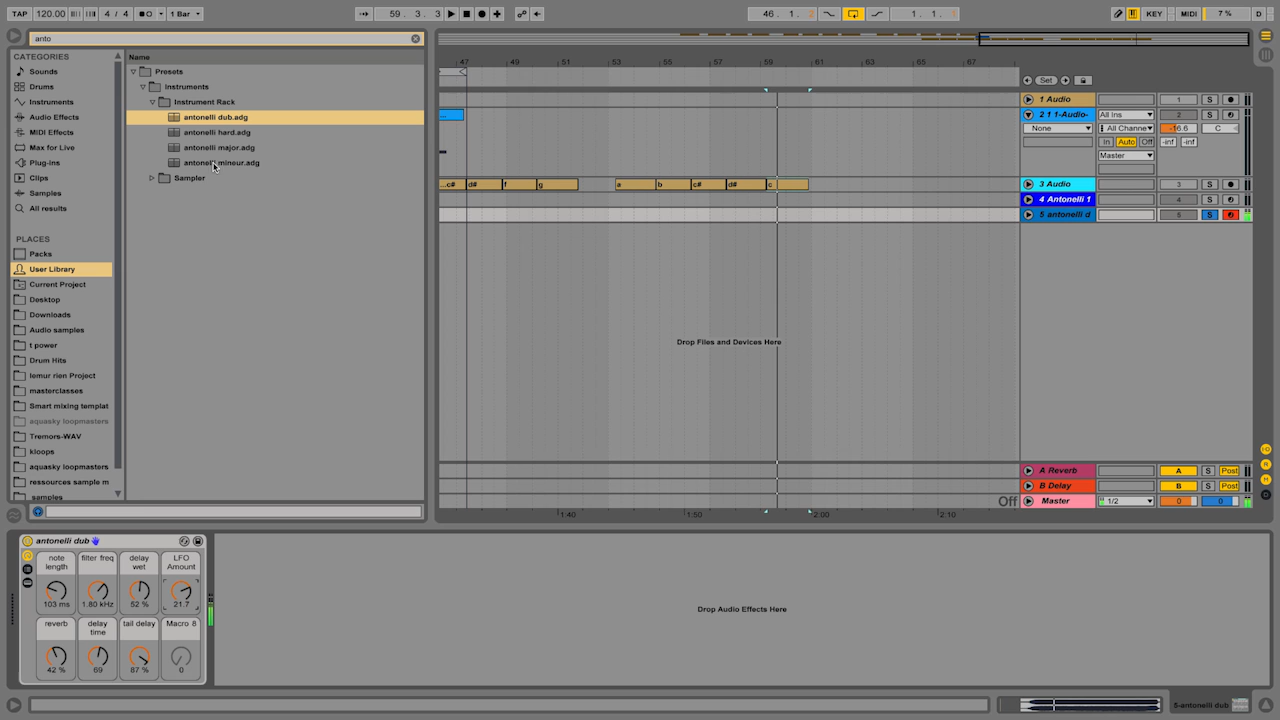 TAP 120.00 4 / 4 1 Bar 59 . 3 . 3 46 . 1 . 2 1 . 1 . 1 KEY MIDI 7 % D
anto
CATEGORIES
Sounds
Drums
Instruments
Audio Effects
MIDI Effects
Max for Live
Plug-ins
Clips
Samples
All results
PLACES
Packs
User Library
Current Project
Desktop
Downloads
Audio samples
t power
Drum Hits
lemur rien Project
masterclasses
Smart mixing templat
aquasky loopmasters
Tremors-WAV
kloops
aquasky loopmasters
ressources sample m
samples
Name
Presets
Instruments
Instrument Rack
antonelli dub.adg
antonelli hard.adg
antonelli major.adg
antonelli mineur.adg
Sampler
47 49 51 53 55 57 59 61 63 65 67
Set
1 Audio 1 S
2 1 1-Audio- All Ins 2 S
None All Channe -16.6 C
In Auto Off -inf -inf
Master
...c# d# f g a b c# d# c 3 Audio 3 S
4 Antonelli 1 4 S
5 antonelli d 5 S
Drop Files and Devices Here
A Reverb A S Post
B Delay B S Post
Off Master 1/2 0 0
1:40 1:50 2:00 2:10
antonelli dub
note length filter freq delay wet LFO Amount
103 ms 1.80 kHz 52 % 21.7
reverb delay time tail delay Macro 8
42 % 69 87 % 0
Drop Audio Effects Here
5-antonelli dub